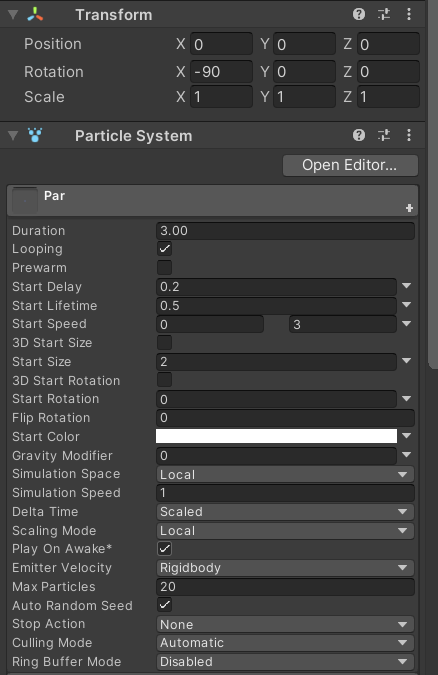 Transform
Position X 0 Y 0 Z 0
Rotation X -90 Y 0 Z 0
Scale X 1 Y 1 Z 1
Particle System
Open Editor...
Par
Duration 3.00
Looping
Prewarm
Start Delay 0.2
Start Lifetime 0.5
Start Speed 0 3
3D Start Size
Start Size 2
3D Start Rotation
Start Rotation 0
Flip Rotation 0
Start Color
Gravity Modifier 0
Simulation Space Local
Simulation Speed 1
Delta Time Scaled
Scaling Mode Local
Play On Awake*
Emitter Velocity Rigidbody
Max Particles 20
Auto Random Seed
Stop Action None
Culling Mode Automatic
Ring Buffer Mode Disabled